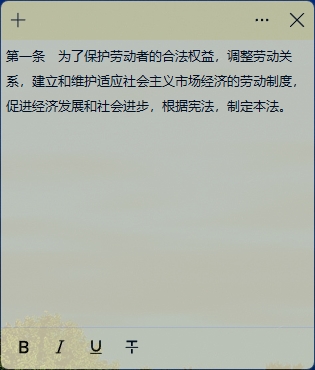 第一条　为了保护劳动者的合法权益，调整劳动关
系，建立和维护适应社会主义市场经济的劳动制度，
促进经济发展和社会进步，根据宪法，制定本法。
B I U T